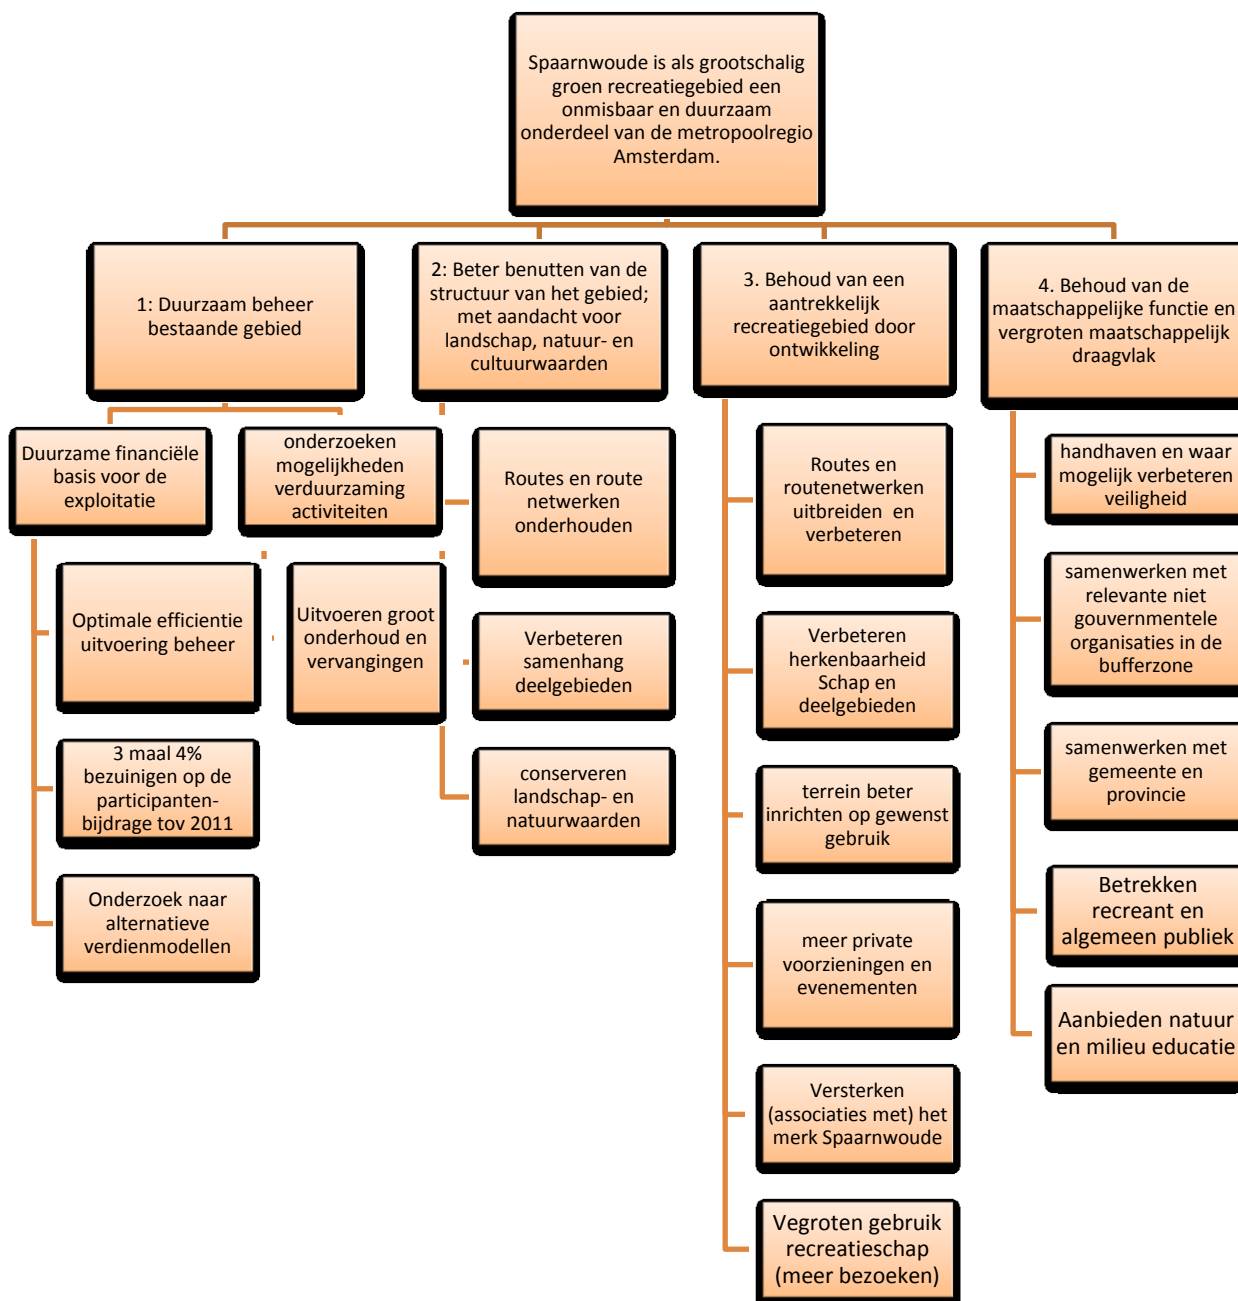 Spaarnwoude is als grootschalig
groen recreatiegebied een
onmisbaar en duurzaam
onderdeel van de metropoolregio
Amsterdam.
1: Duurzaam beheer
bestaande gebied
Duurzame financiële
basis voor de
exploitatie
Optimale efficientie
uitvoering beheer
3 maal 4%
bezuinigen op de
participanten-
bijdrage tov 2011
Onderzoek naar
alternatieve
verdienmodellen
onderzoeken
mogelijkheden
verduurzaming
activiteiten
Uitvoeren groot
onderhoud en
vervangingen
2: Beter benutten van de
structuur van het gebied;
met aandacht voor
landschap, natuur- en
cultuurwaarden
Routes en route
netwerken
onderhouden
Verbeteren
samenhang
deelgebieden
conserveren
landschap- en
natuurwaarden
3. Behoud van een
aantrekkelijk
recreatiegebied door
ontwikkeling
Routes en
routenetwerken
uitbreiden en
verbeteren
Verbeteren
herkenbaarheid
Schap en
deelgebieden
terrein beter
inrichten op gewenst
gebruik
meer private
voorzieningen en
evenementen
Versterken
(associaties met) het
merk Spaarnwoude
Vegroten gebruik
recreatieschap
(meer bezoeken)
4. Behoud van de
maatschappelijke functie en
vergroten maatschappelijk
draagvlak
handhaven en waar
mogelijk verbeteren
veiligheid
samenwerken met
relevante niet
gouvernmentele
organisaties in de
bufferzone
samenwerken met
gemeente en
provincie
Betrekken
recreant en
algemeen publiek
Aanbieden natuur
en milieu educatie